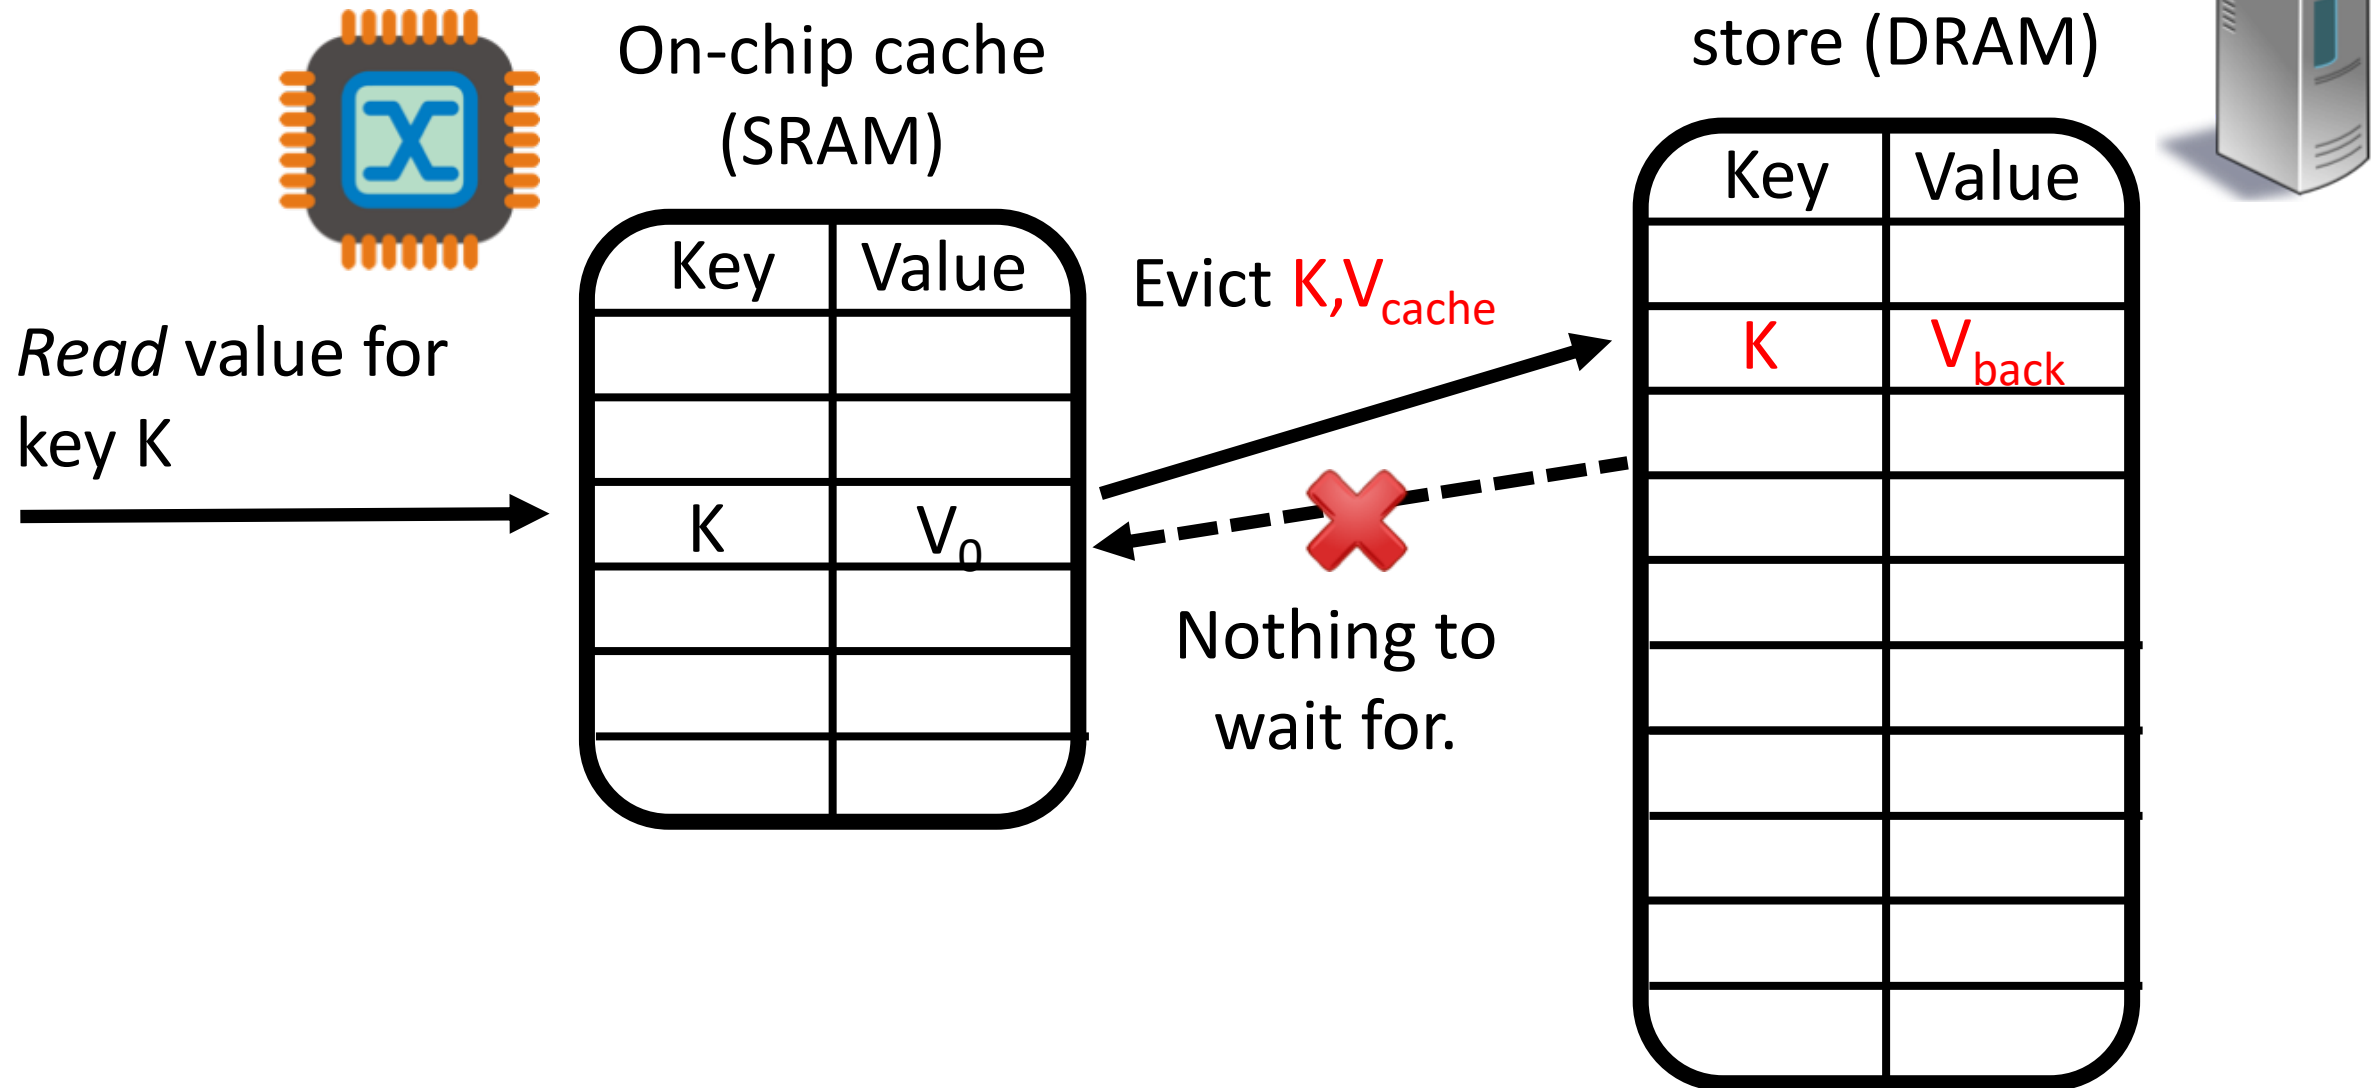 On-chip cache
(SRAM)
store (DRAM)
Key Value
Key Value
Evict K,Vcache
Read value for
key K
K Vback
K V0
Nothing to
wait for.